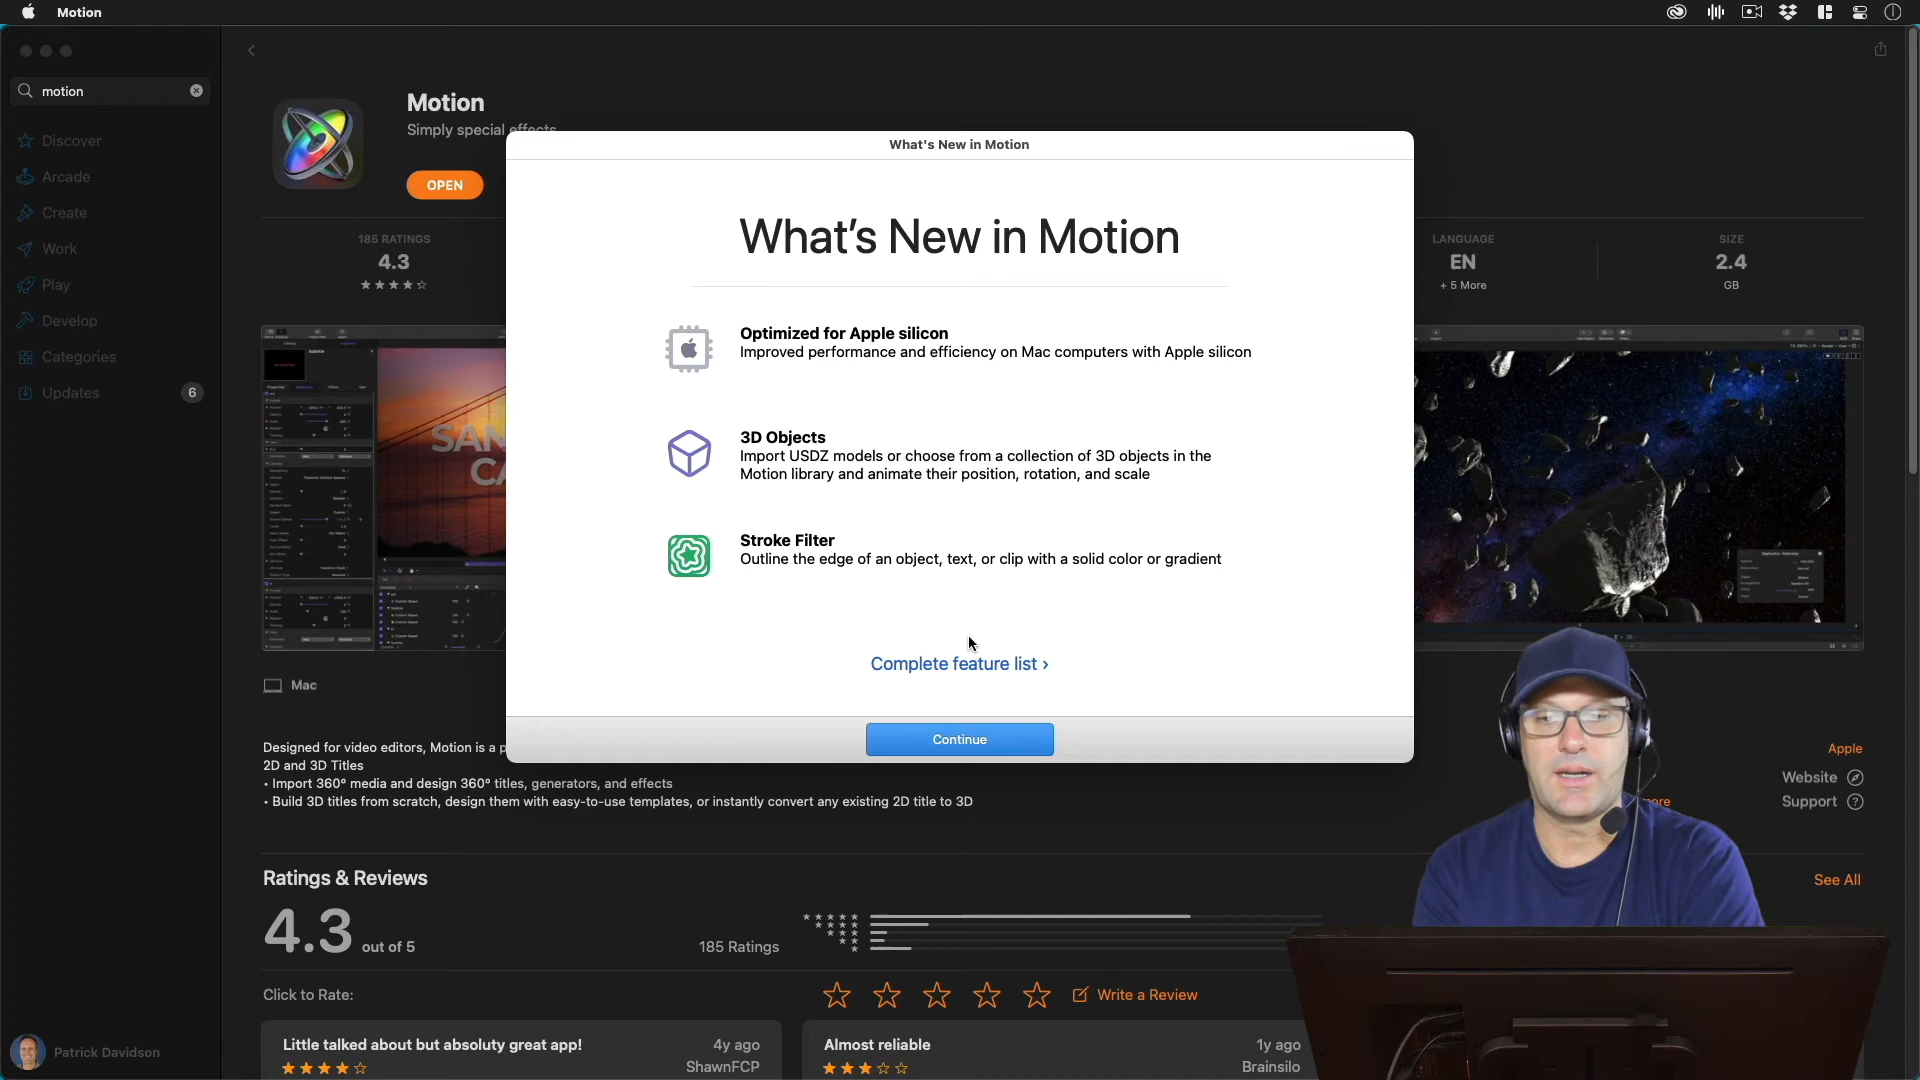 Motion
motion
Discover
Arcade
Create
Work
Play
Develop
Categories
Updates
6
Patrick Davidson
Motion
Simply special effects
OPEN
185 RATINGS
4.3
LANGUAGE
EN
+ 5 More
SIZE
2.4
GB
What's New in Motion
What's New in Motion
Optimized for Apple silicon
Improved performance and efficiency on Mac computers with Apple silicon
3D Objects
Import USDZ models or choose from a collection of 3D objects in the
Motion library and animate their position, rotation, and scale
Stroke Filter
Outline the edge of an object, text, or clip with a solid color or gradient
Complete feature list ›
Continue
Mac
Designed for video editors, Motion is a p
2D and 3D Titles
• Import 360° media and design 360° titles, generators, and effects
• Build 3D titles from scratch, design them with easy-to-use templates, or instantly convert any existing 2D title to 3D
Apple
Website
Support
Ratings & Reviews
See All
4.3 out of 5
185 Ratings
Click to Rate:
Write a Review
Little talked about but absoluty great app!
4y ago
ShawnFCP
Almost reliable
1y ago
Brainsilo